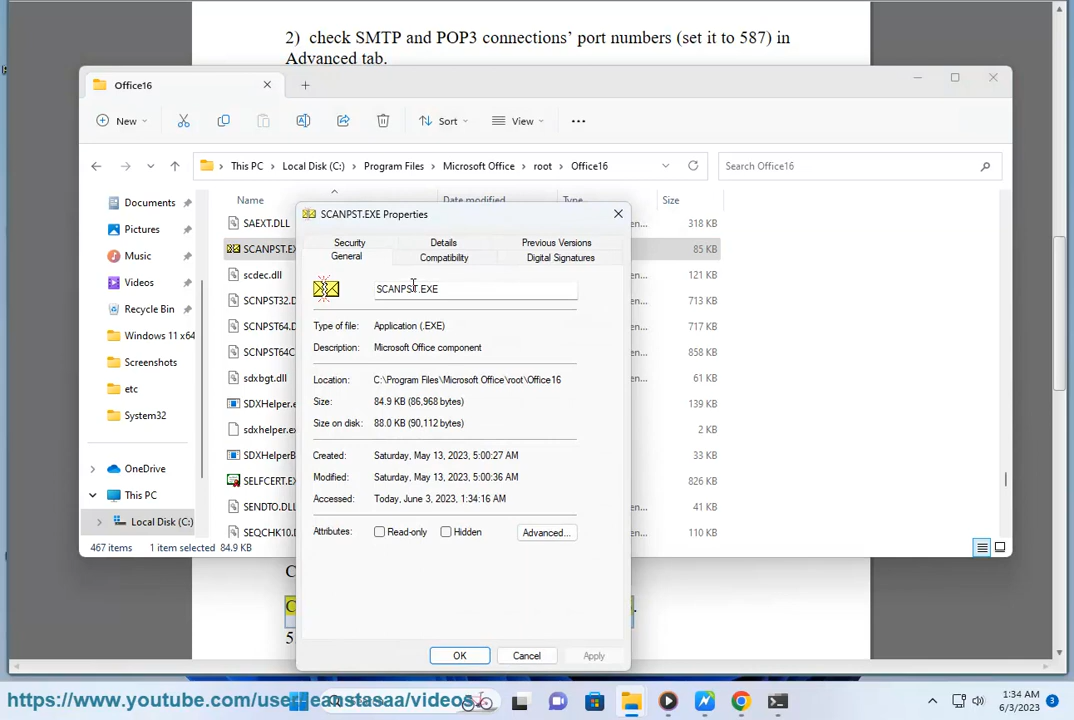 2)  check SMTP and POP3 connections’ port numbers (set it to 587) in
Advanced tab.
Office16
New
Sort
View
This PC > Local Disk (C:) > Program Files > Microsoft Office > root > Office16
Search Office16
Documents
Pictures
Music
Videos
Recycle Bin
Windows 11 x64
Screenshots
etc
System32
OneDrive
This PC
Local Disk (C:)
Name
Date modified
Type
Size
SAEXT.DLL
318 KB
SCANPST.EX
85 KB
scdec.dll
121 KB
SCNPST32.D
713 KB
SCNPST64.D
717 KB
SCNPST64C
858 KB
sdxbgt.dll
61 KB
SDXHelper.e
sdxhelper.e
2 KB
SDXHelperB
33 KB
SELFCERT.EX
826 KB
SENDTO.DLL
41 KB
SEQCHK10.D
532 KB
467 items
1 item selected  84.9 KB
SCANPST.EXE Properties
Security
Details
Previous Versions
General
Compatibility
Digital Signatures
SCANPST.EXE
Type of file: Application (.EXE)
Description: Microsoft Office component
Location: C:\Program Files\Microsoft Office\root\Office16
Size: 84.9 KB (86,968 bytes)
Size on disk: 88.0 KB (90,112 bytes)
Created: Saturday, May 13, 2023, 5:00:27 AM
Modified: Saturday, May 13, 2023, 5:00:36 AM
Accessed: Today, June 3, 2023, 1:34:16 AM
Attributes: Read-only Hidden Advanced...
OK
Cancel
Apply
1:34 AM
6/3/2023
3